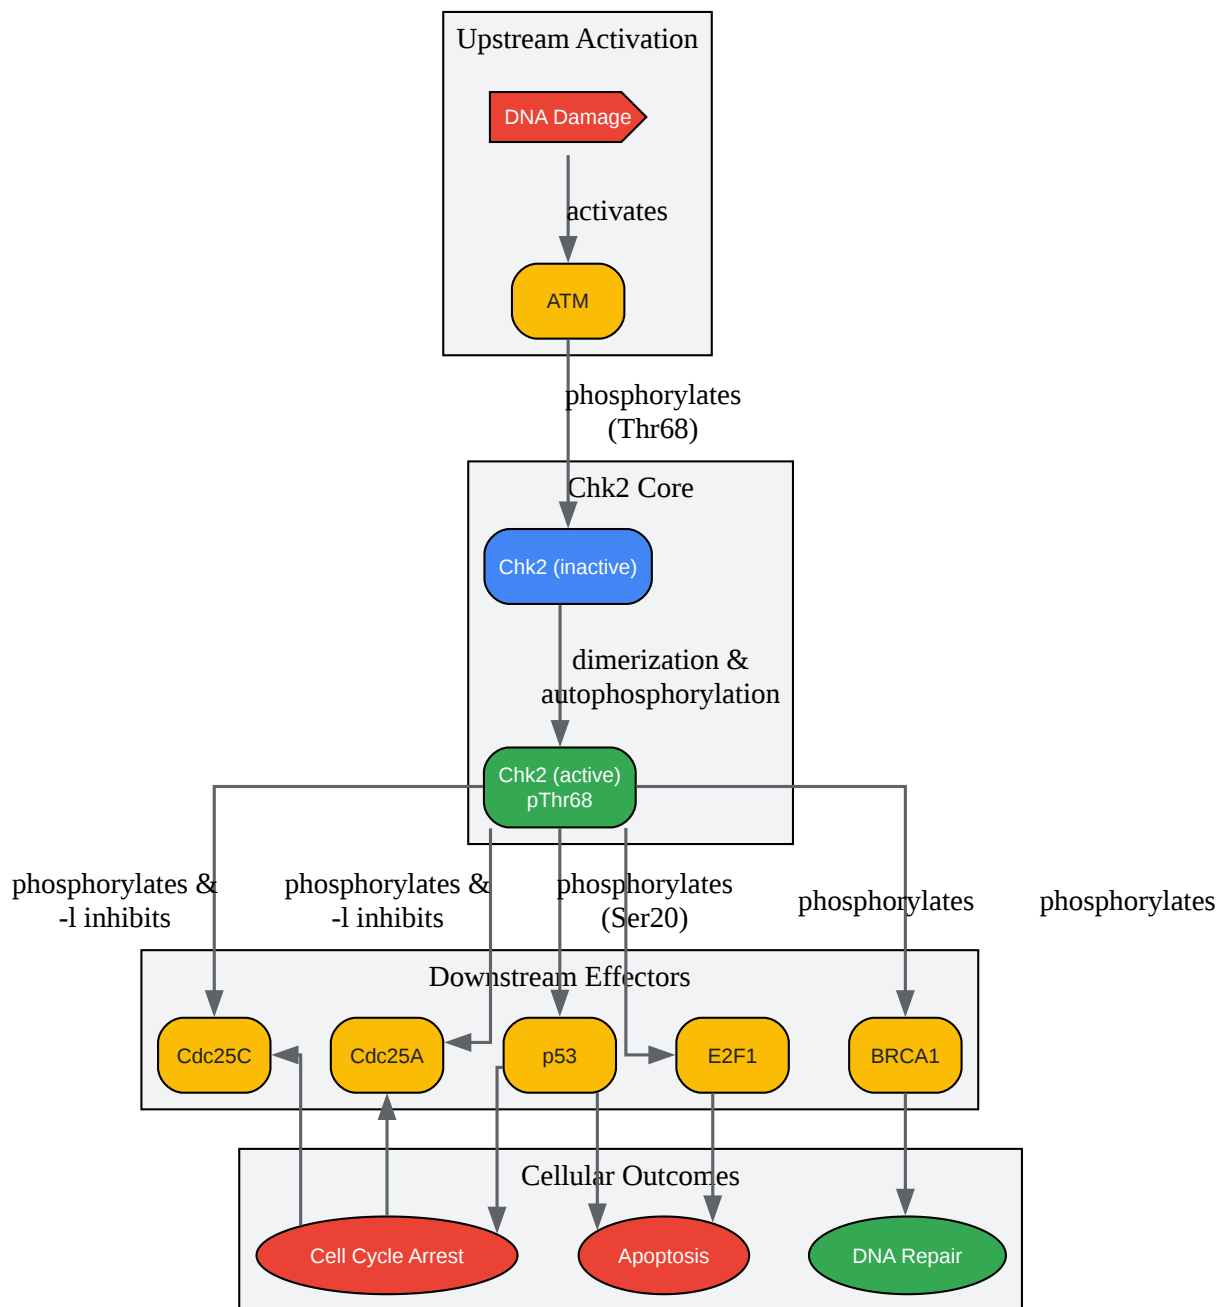 Upstream Activation
DNA Damage
activates
ATM
phosphorylates
(Thr68)
Chk2 Core
Chk2 (inactive)
dimerization &
autophosphorylation
Chk2 (active)
pThr68
phosphorylates &
-l inhibits
phosphorylates &
-l inhibits
phosphorylates
(Ser20)
phosphorylates
phosphorylates
Downstream Effectors
Cdc25C
Cdc25A
p53
E2F1
BRCA1
Cellular Outcomes
Cell Cycle Arrest
Apoptosis
DNA Repair